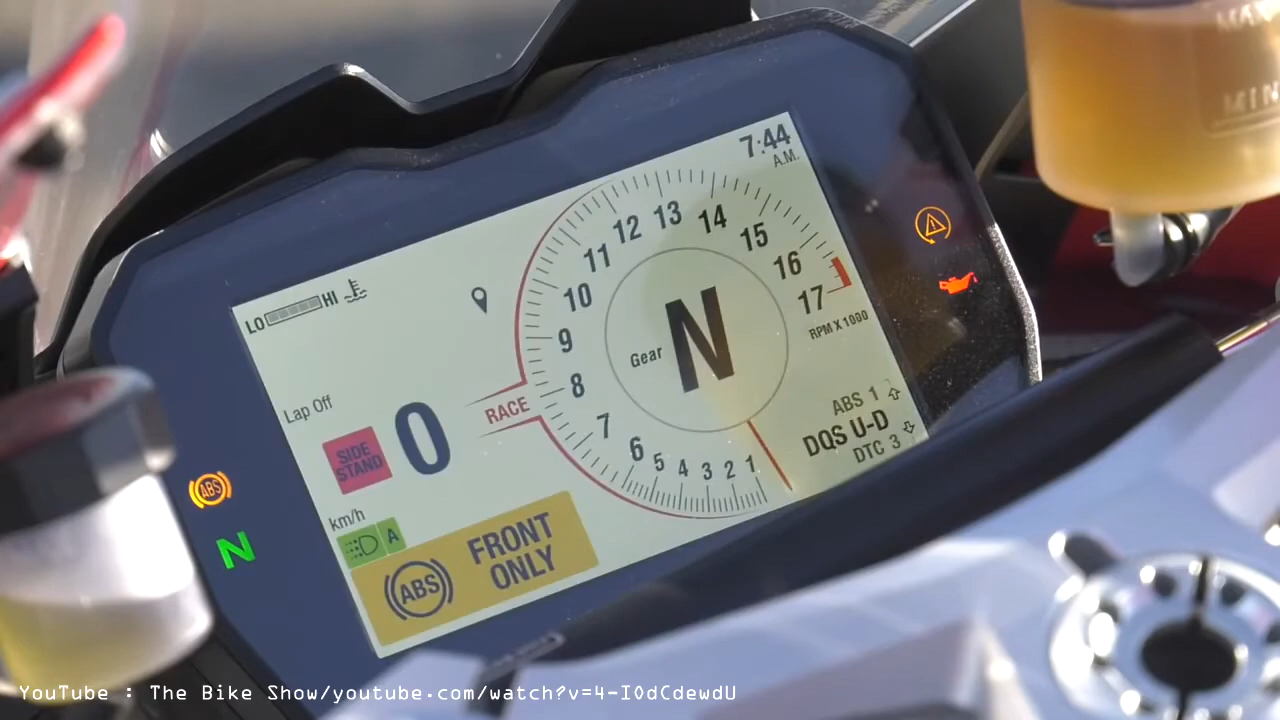 7:44
A.M.
LO HI
12 13 14
11 15
10 16
9 17
8
7
6 5 4 3 2 1
RPM X 1000
Gear N
Lap Off
RACE
SIDE
STAND
0
km/h
A
ABS 1
DQS U-D
DTC 3
ABS
FRONT
ONLY
ABS
N
MAX
MIN
YouTube : The Bike Show/youtube.com/watch?v=4-I0dCdewdU